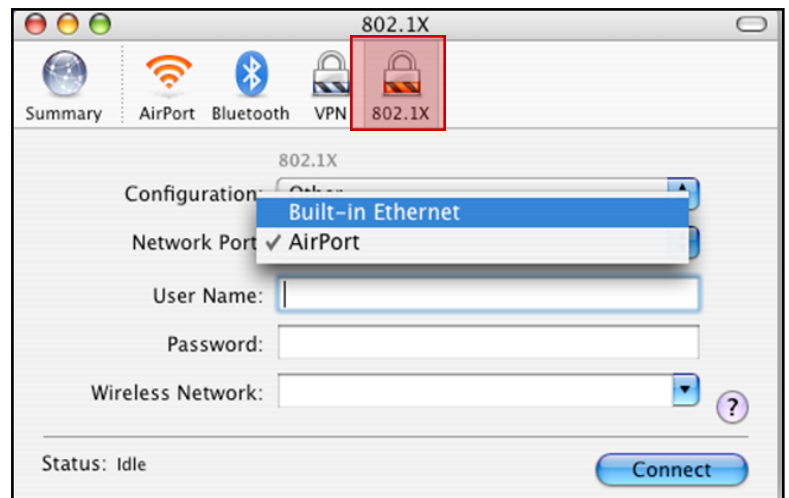 802.1X
Summary AirPort Bluetooth VPN 802.1X
802.1X
Configuration: Other
Built-in Ethernet
Network Port ✓ AirPort
User Name:
Password:
Wireless Network:
?
Status: Idle Connect